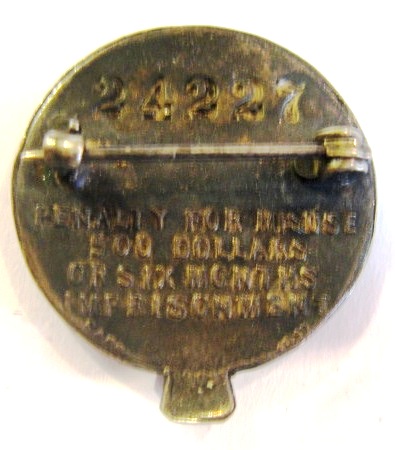 24227
PENALTY FOR MISUSE
500 DOLLARS
OR SIX MONTHS
IMPRISONMENT